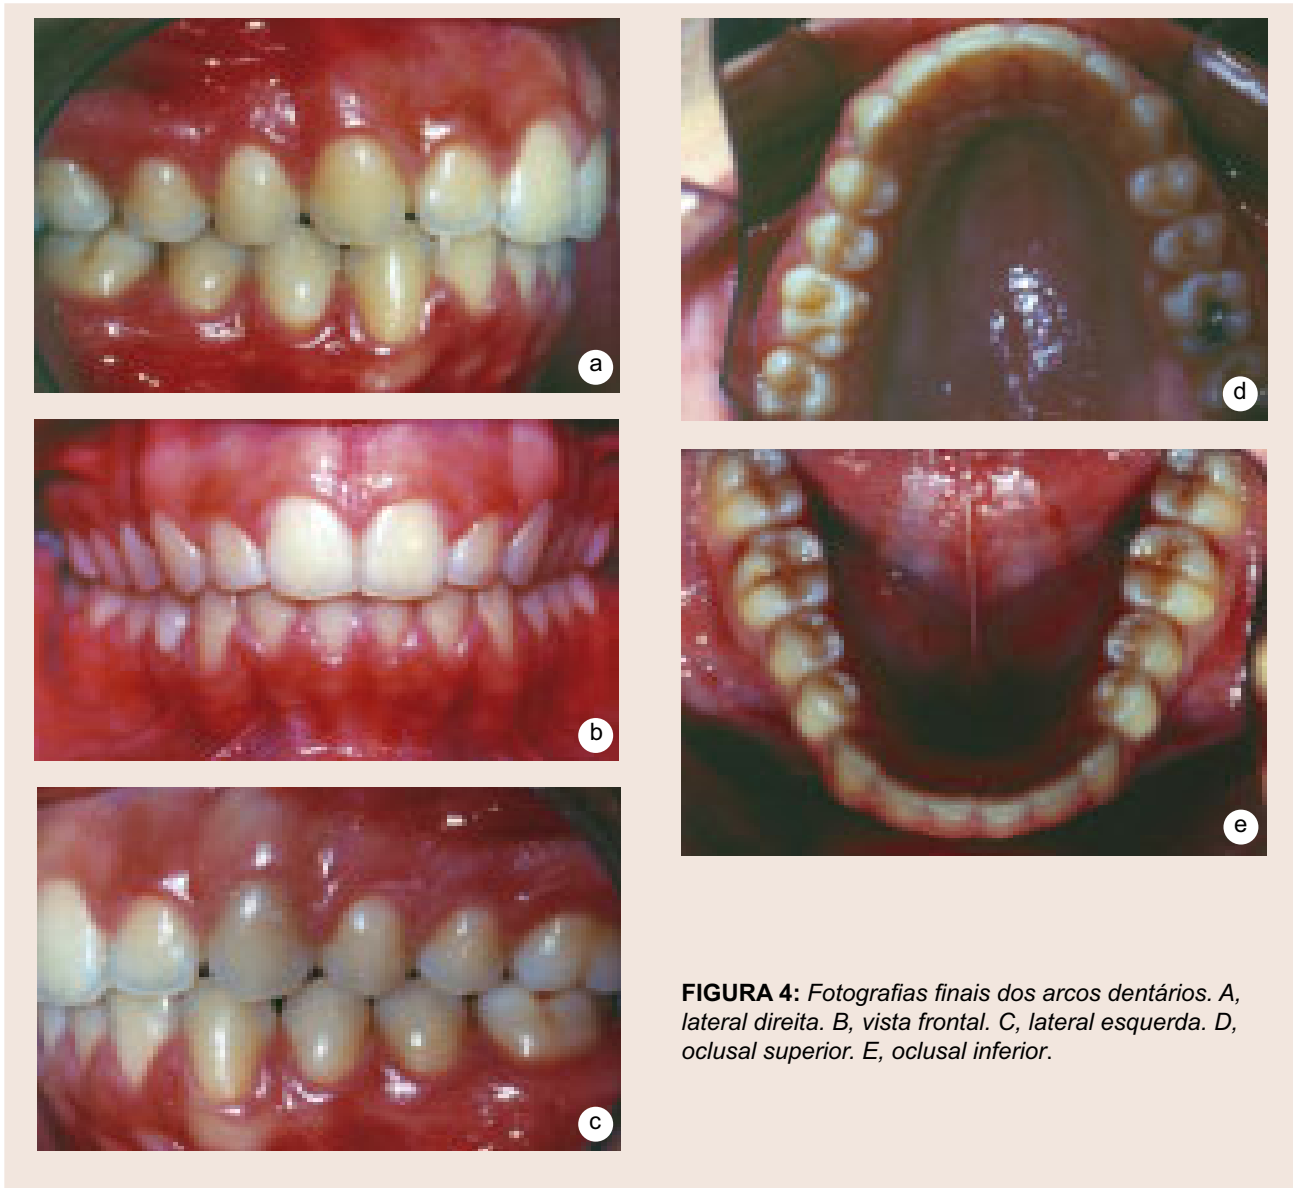 a
b
c
d
e
FIGURA 4: Fotografias finais dos arcos dentários. A,
lateral direita. B, vista frontal. C, lateral esquerda. D,
oclusal superior. E, oclusal inferior.